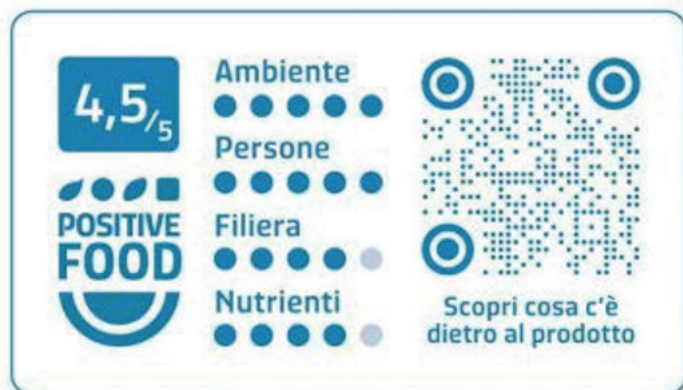 4,5/5
POSITIVE
FOOD
Ambiente
Persone
Filiera
Nutrienti
Scopri cosa c'è
dietro al prodotto